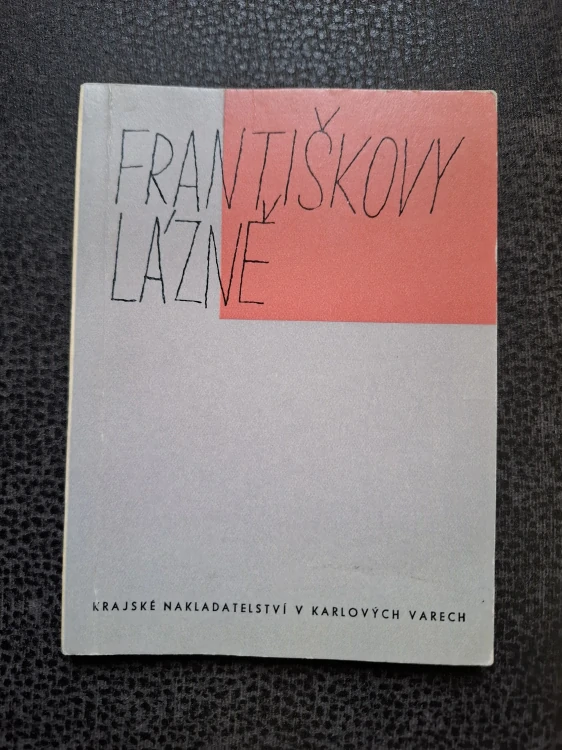 FRANTIŠKOVY
LÁZNĚ
KRAJSKÉ NAKLADATELSTVÍ V KARLOVÝCH VARECH